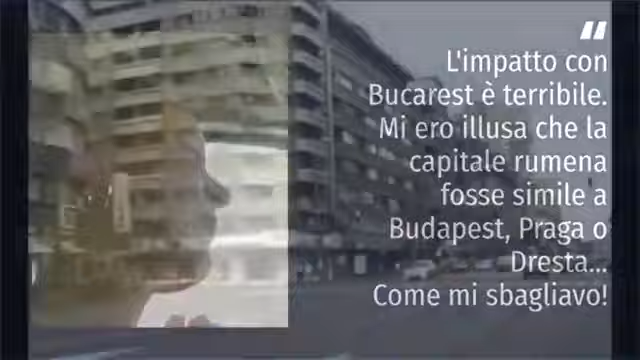 "
L'impatto con
Bucarest è terribile.
Mi ero illusa che la
capitale rumena
fosse simile a
Budapest, Praga o
Dresta...
Come mi sbagliavo!